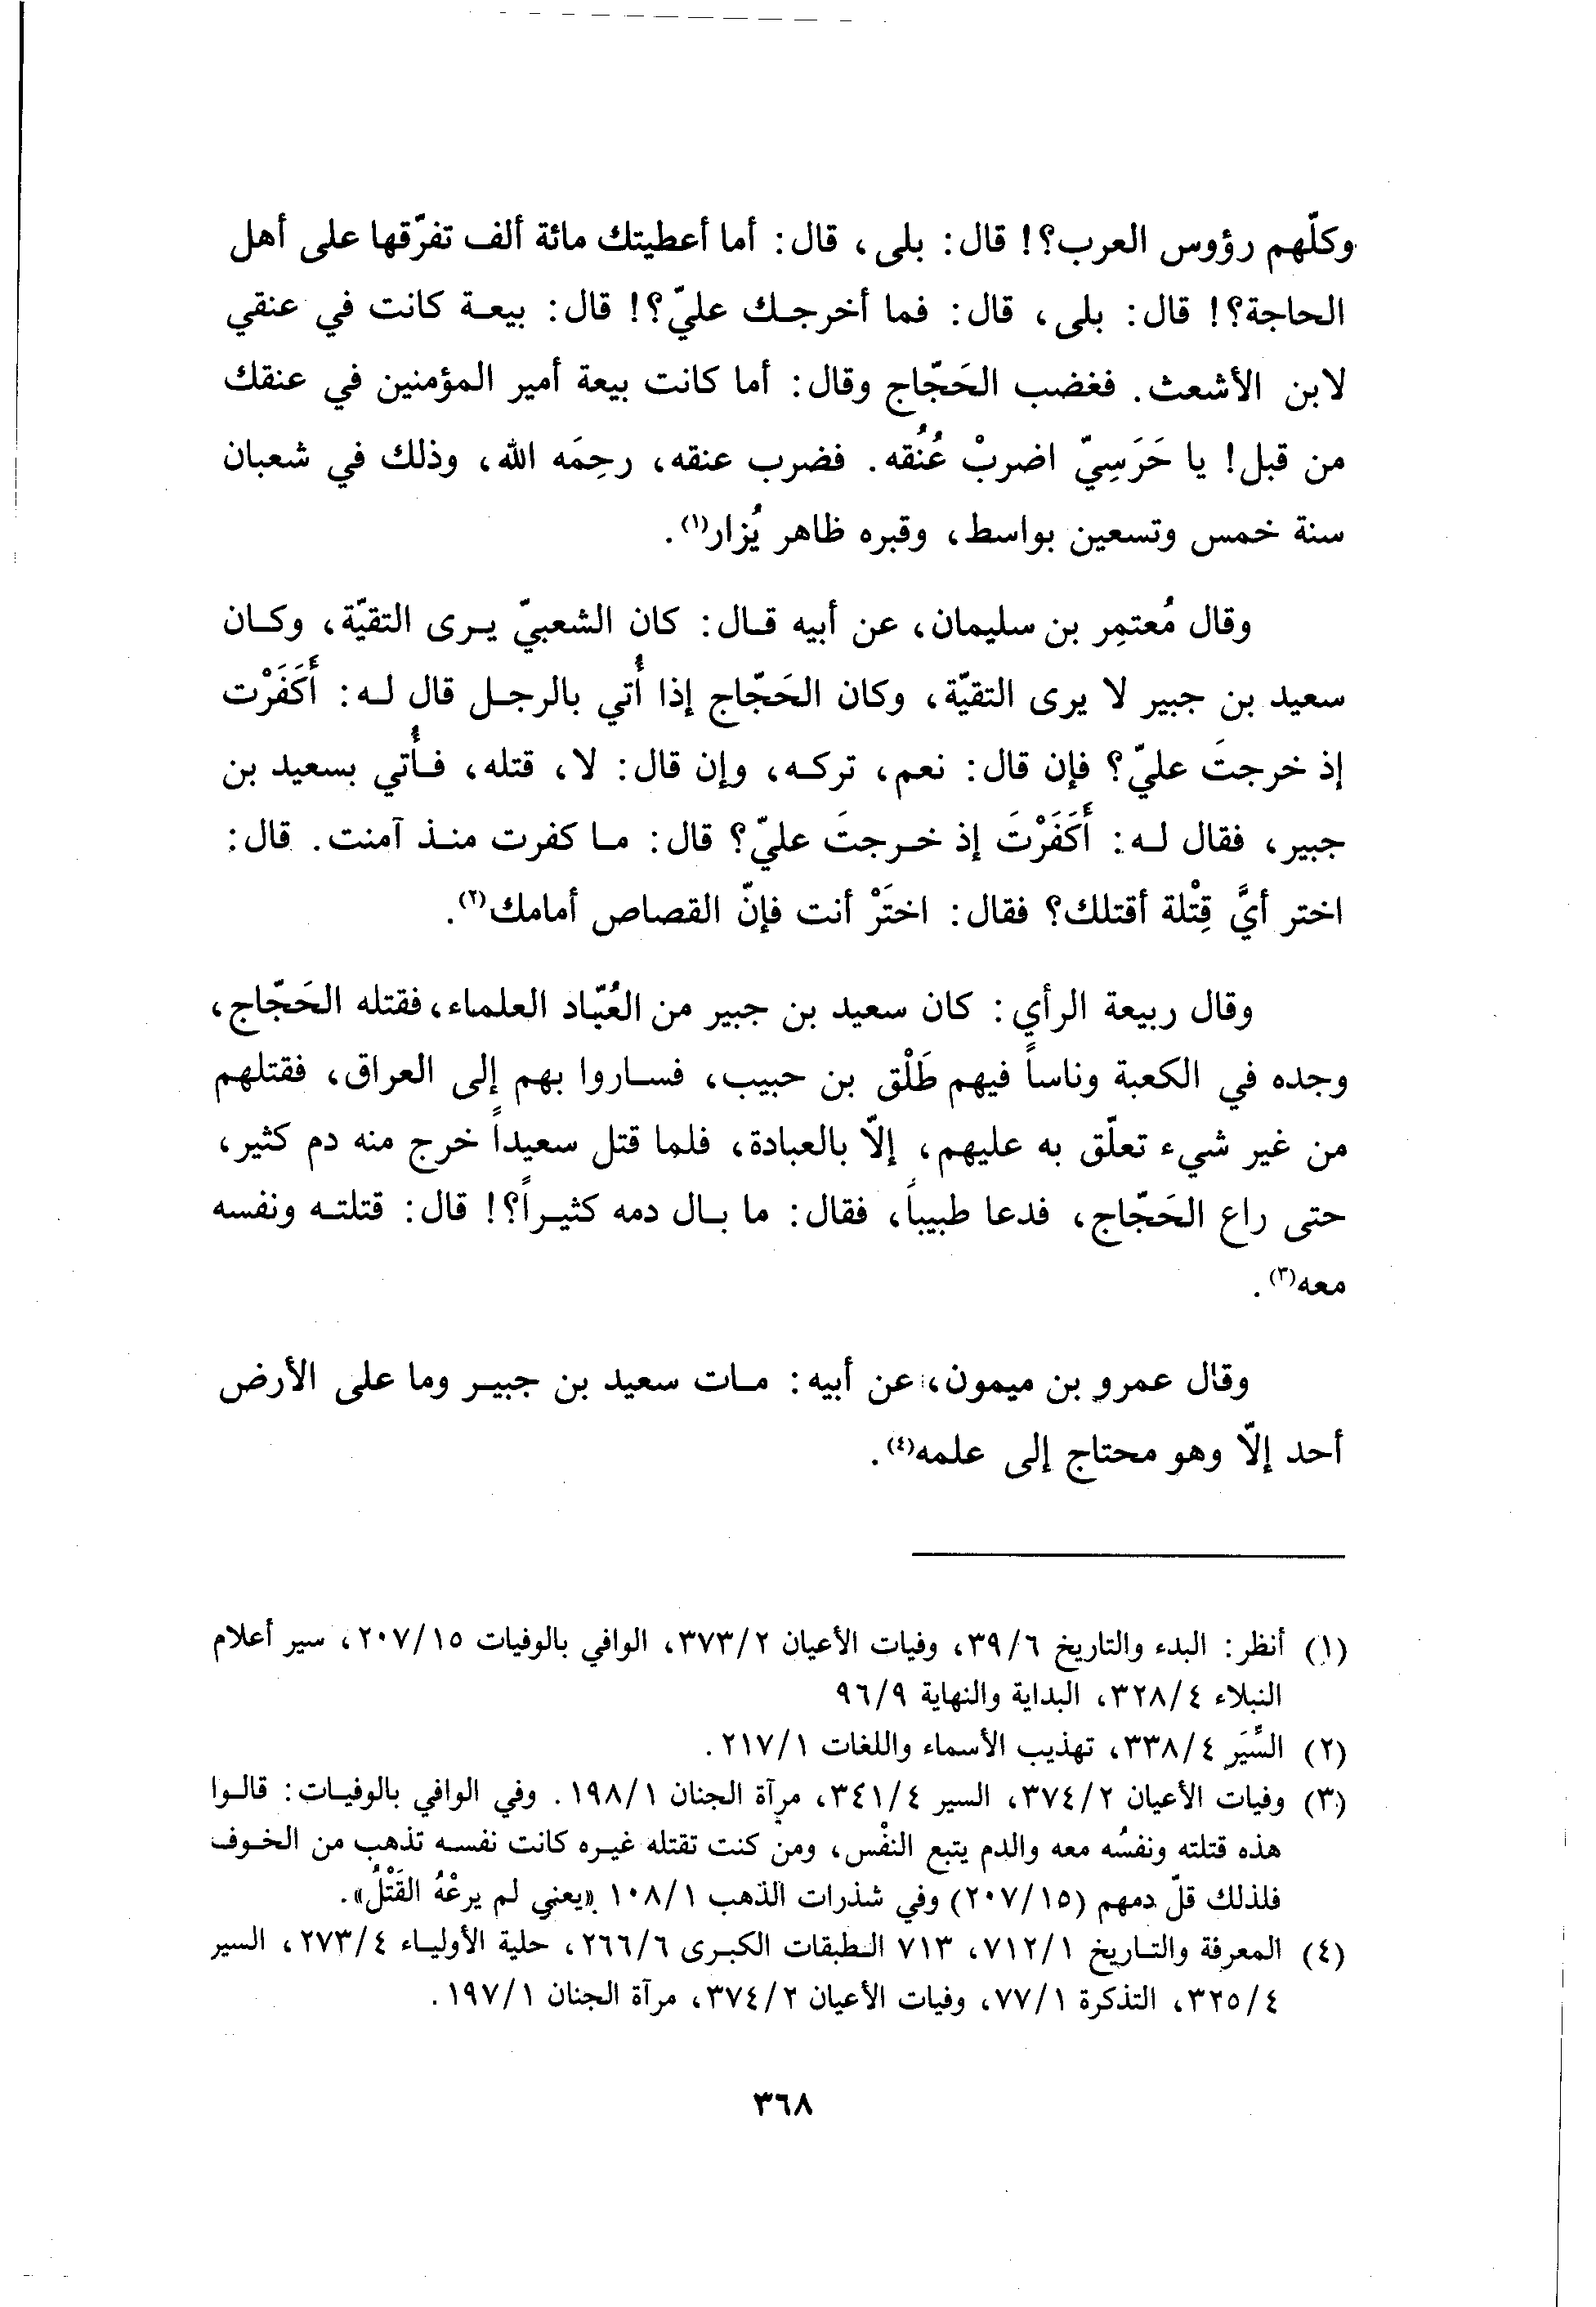 وكلّهم رؤوس العرب؟! قال: بلى، قال: أما أعطيتك مائة ألف تفرّقها على أهل
الحاجة؟! قال: بلى، قال: فما أخرجك عليّ؟! قال: بيعة كانت في عنقي
لابن الأشعث. فغضب الحَجّاج وقال: أما كانت بيعة أمير المؤمنين في عنقك
من قبل! يا حَرَسِيّ اضربْ عُنُقه. فضرب عنقه، رحِمَه الله، وذلك في شعبان
سنة خمس وتسعين بواسط، وقبره ظاهر يُزار(١).
وقال مُعتمِر بن سليمان، عن أبيه قال: كان الشعبيّ يرى التقيّة، وكان
سعيد بن جبير لا يرى التقيّة، وكان الحَجّاج إذا أُتي بالرجل قال له: أَكَفَرْت
إذ خرجتَ عليّ؟ فإن قال: نعم، تركه، وإن قال: لا، قتله، فأُتي بسعيد بن
جبير، فقال له: أَكَفَرْتَ إذ خرجتَ عليّ؟ قال: ما كفرت منذ آمنت. قال:
اختر أيَّ قِتْلة أقتلك؟ فقال: اختَرْ أنت فإنّ القصاص أمامك(٢).
وقال ربيعة الرأي: كان سعيد بن جبير من العُبّاد العلماء، فقتله الحَجّاج،
وجده في الكعبة وناساً فيهم طَلْق بن حبيب، فساروا بهم إلى العراق، فقتلهم
من غير شيء تعلّق به عليهم، إلاّ بالعبادة، فلما قتل سعيداً خرج منه دم كثير،
حتى راع الحَجّاج، فدعا طبيباً، فقال: ما بال دمه كثيراً؟! قال: قتلته ونفسه
معه(٣).
وقال عمرو بن ميمون، عن أبيه: مات سعيد بن جبير وما على الأرض
أحد إلاّ وهو محتاج إلى علمه(٤).
(١) أنظر: البدء والتاريخ ٣٩/٦، وفيات الأعيان ٣٧٣/٢، الوافي بالوفيات ٢٠٧/١٥، سير أعلام
النبلاء ٣٢٨/٤، البداية والنهاية ٩٦/٩
(٢) السِّيَر ٣٣٨/٤، تهذيب الأسماء واللغات ٢١٧/١.
(٣) وفيات الأعيان ٣٧٤/٢، السير ٣٤١/٤، مرآة الجنان ١٩٨/١. وفي الوافي بالوفيات: قالوا
هذه قتلته ونفسُه معه والدم يتبع النفْس، ومن كنت تقتله غيره كانت نفسه تذهب من الخوف
فلذلك قلّ دمهم (٢٠٧/١٥) وفي شذرات الذهب ١٠٨/١ «يعني لم يرعْهُ القَتْلُ».
(٤) المعرفة والتاريخ ٧١٢/١، ٧١٣ الطبقات الكبرى ٢٦٦/٦، حلية الأولياء ٢٧٣/٤، السير
٣٢٥/٤، التذكرة ٧٧/١، وفيات الأعيان ٣٧٤/٢، مرآة الجنان ١٩٧/١.
٣٦٨